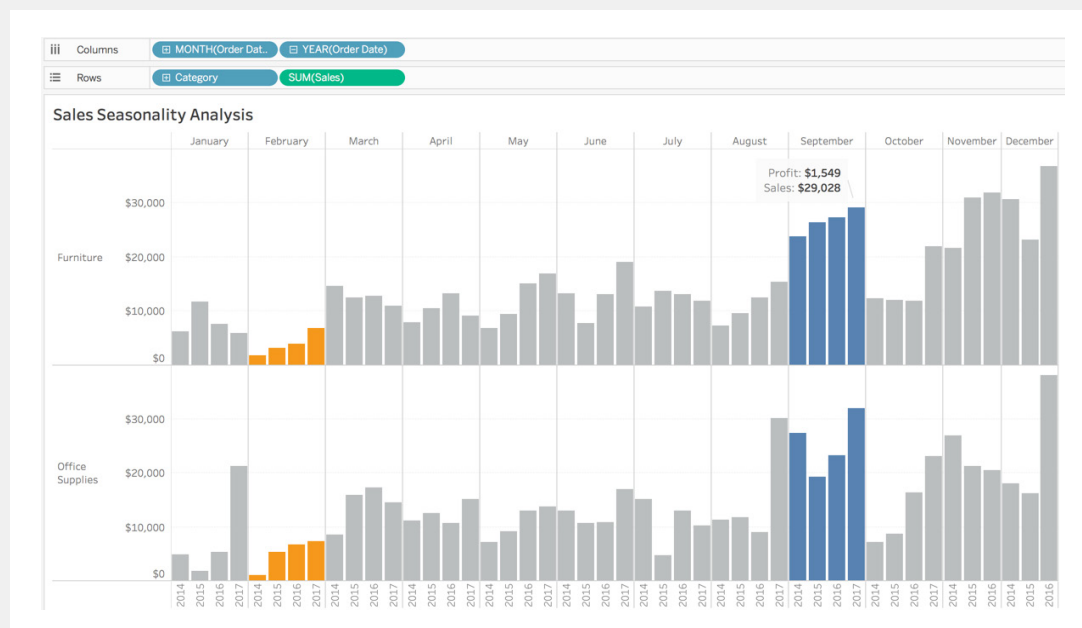 Columns MONTH(Order Dat.. YEAR(Order Date)
Rows Category SUM(Sales)
Sales Seasonality Analysis
January February March April May June July August September October November December
Profit: $1,549
Sales: $29,028
Furniture
$30,000
$20,000
$10,000
$0
Office
Supplies
$30,000
$20,000
$10,000
$0
2014 2015 2016 2017 2014 2015 2016 2017 2014 2015 2016 2017 2014 2015 2016 2017 2014 2015 2016 2017 2014 2015 2016 2017 2014 2015 2016 2017 2014 2015 2016 2017 2014 2015 2016 2017 2014 2015 2016 2017 2014 2015 2016 2014 2015 2016